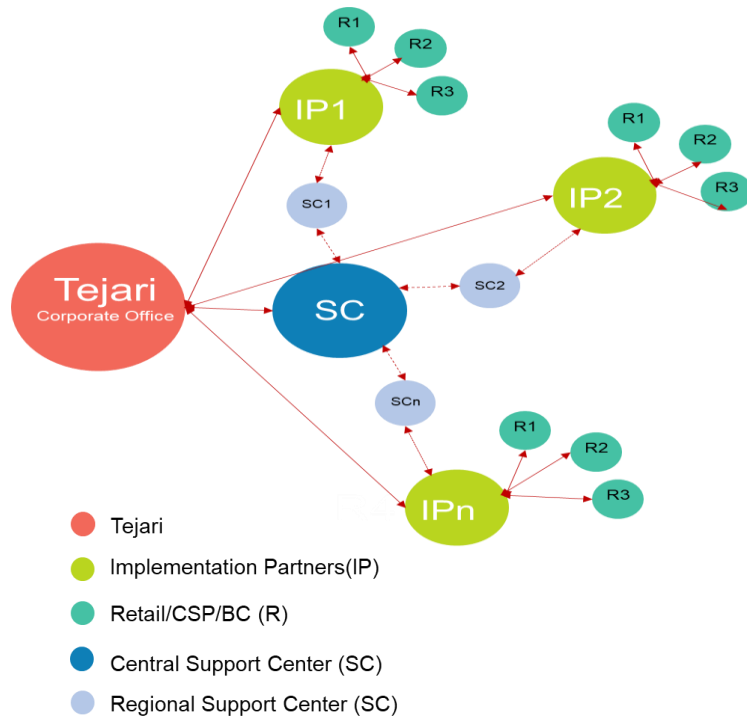 R1
R2
R3
IP1
R1
R2
R3
IP2
SC1
Tejari
Corporate Office
SC
SC2
SCn
R1
R2
R3
IPn
Tejari
Implementation Partners(IP)
Retail/CSP/BC (R)
Central Support Center (SC)
Regional Support Center (SC)